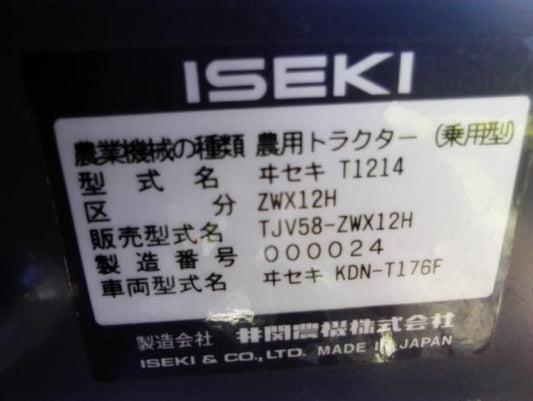 ISEKI
農業機械の種類 農用トラクター (乗用型)
型式名 ヰセキ T1214
区分 ZWX12H
販売型式名 TJV58-ZWX12H
製造番号 000024
車両型式名 ヰセキ KDN-T176F
製造会社 井関農機株式会社
ISEKI & CO., LTD. MADE IN JAPAN